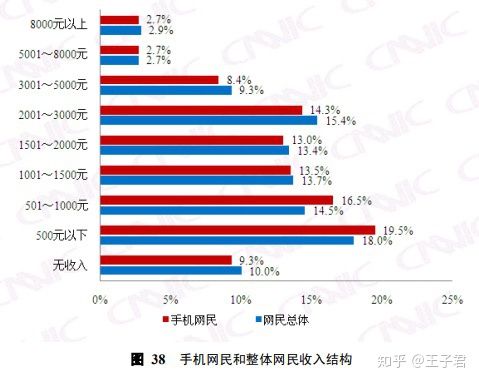 8000元以上
2.7%
2.9%
5001～8000元
2.7%
2.7%
3001～5000元
8.4%
9.3%
2001～3000元
14.3%
15.4%
1501～2000元
13.0%
13.4%
1001～1500元
13.5%
13.7%
501～1000元
16.5%
14.5%
500元以下
19.5%
18.0%
无收入
9.3%
10.0%
0% 5% 10% 15% 20% 25%
手机网民 网民总体
图 38 手机网民和整体网民收入结构
知乎 @王子君
CNNIC